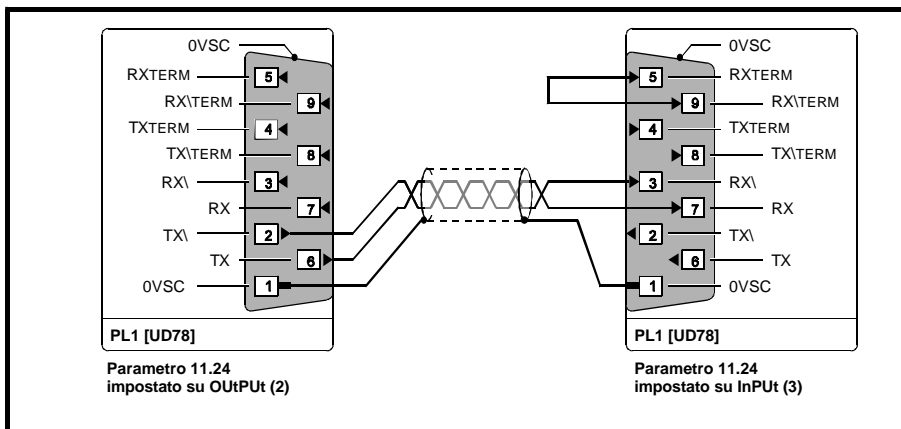 0VSC
RXTERM 5
RX\TERM 9
TXTERM 4
TX\TERM 8
RX\ 3
RX 7
TX\ 2
TX 6
0VSC 1
PL1 [UD78]
Parametro 11.24
impostato su OUtPUt (2)
0VSC
5 RXTERM
9 RX\TERM
4 TXTERM
8 TX\TERM
3 RX\
7 RX
2 TX\
6 TX
1 0VSC
PL1 [UD78]
Parametro 11.24
impostato su InPUt (3)